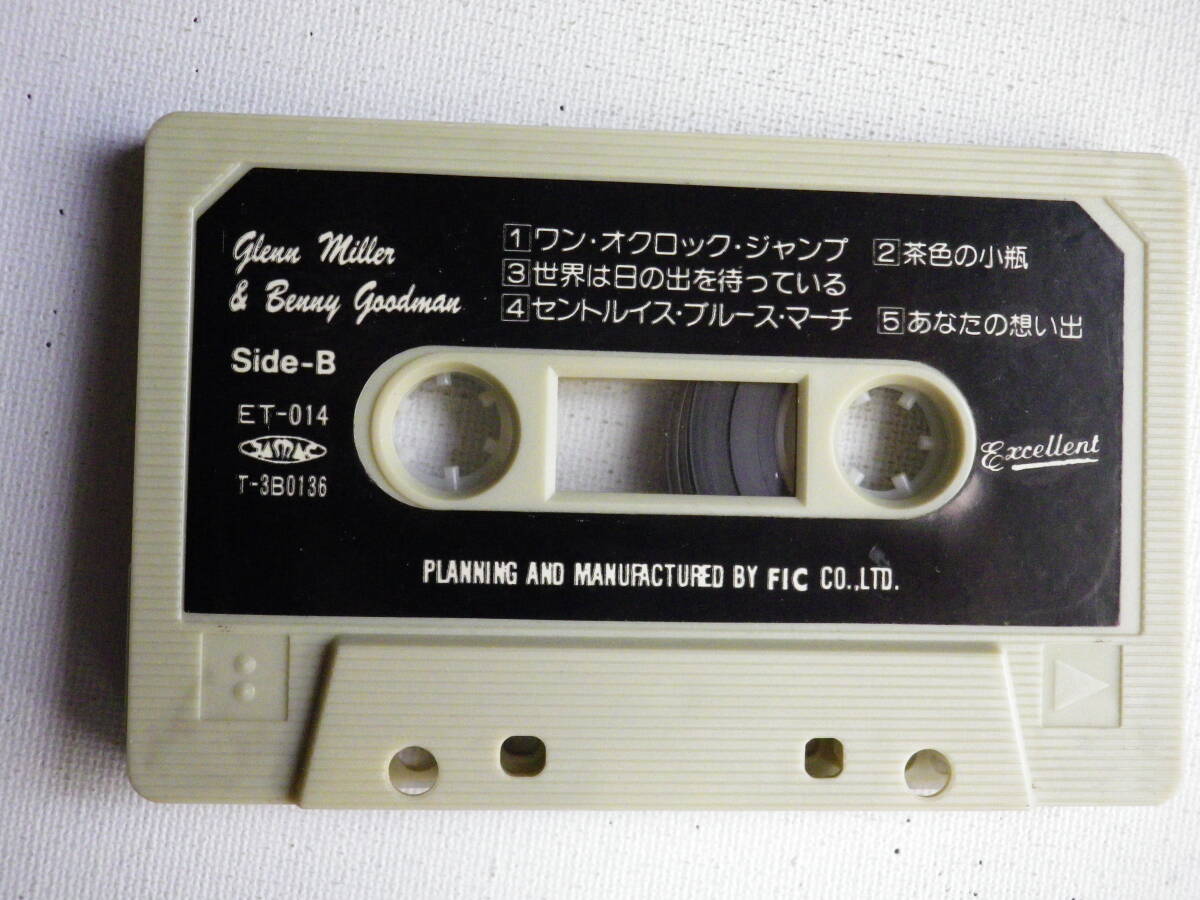 Glenn Miller
& Benny Goodman
1 ワン・オクロック・ジャンプ 2 茶色の小瓶
3 世界は日の出を待っている
4 セントルイス・ブルース・マーチ 5 あなたの想い出
Side-B
ET-014
JASRAC
T-3B0136
Excellent
PLANNING AND MANUFACTURED BY FIC CO.,LTD.